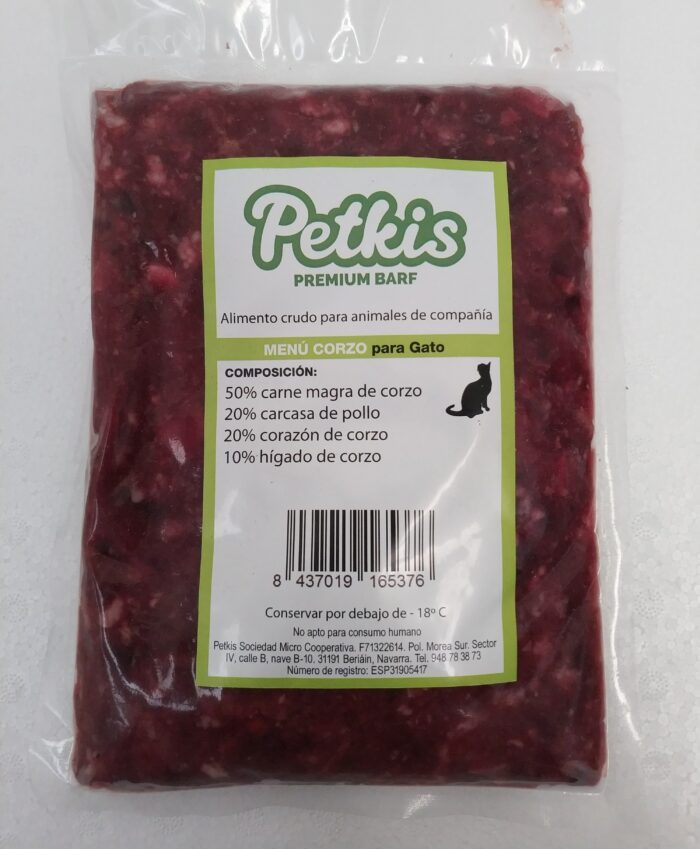 Petkis
PREMIUM BARF
Alimento crudo para animales de compañía
MENÚ CORZO para Gato
COMPOSICIÓN:
50% carne magra de corzo
20% carcasa de pollo
20% corazón de corzo
10% hígado de corzo
8 437019 165376
Conservar por debajo de - 18º C
No apto para consumo humano
Petkis Sociedad Micro Cooperativa. F71322614. Pol. Morea Sur. Sector
IV, calle B, nave B-10, 31191 Beriáin, Navarra. Tel. 948 78 38 73
Número de registro: ESP31905417